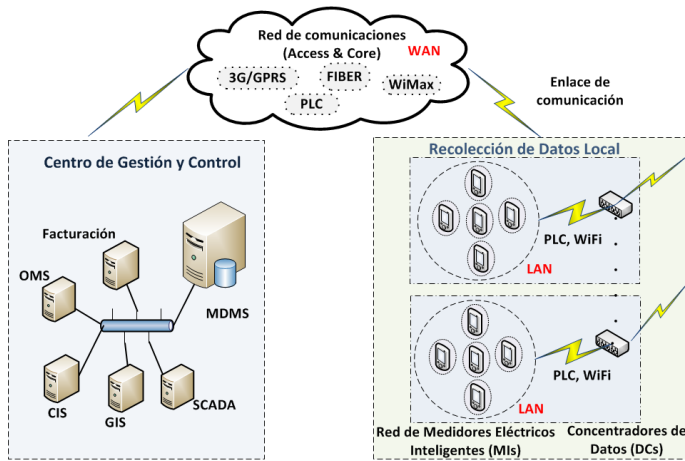 Red de comunicaciones
(Access & Core) WAN
3G/GPRS
FIBER
WiMax
PLC
Enlace de
comunicación
Centro de Gestión y Control
Facturación
OMS
MDMS
CIS
GIS
SCADA
Recolección de Datos Local
PLC, WiFi
LAN
PLC, WiFi
LAN
Red de Medidores Eléctricos
Inteligentes (MIs)
Concentradores de
Datos (DCs)